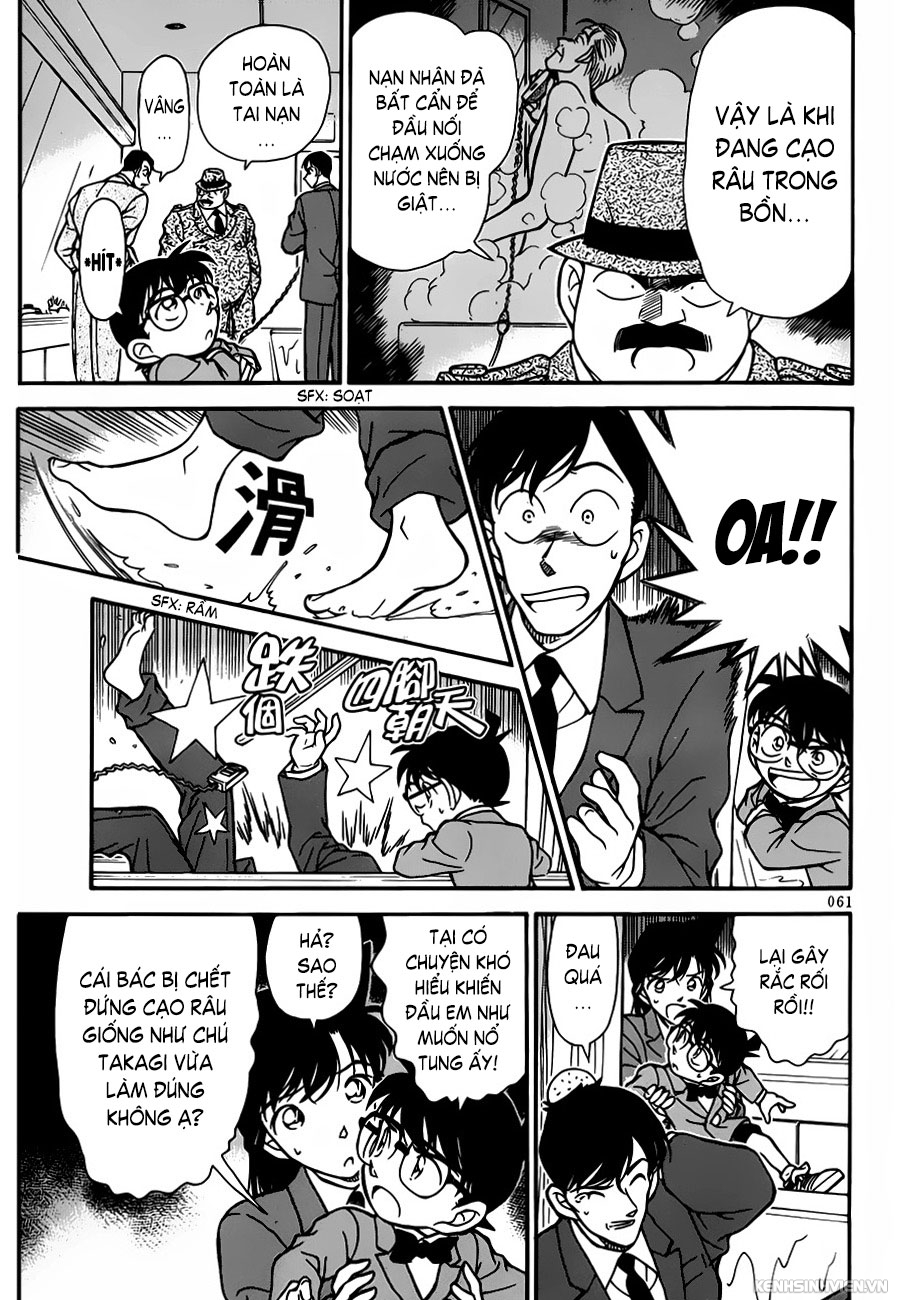 VẬY LÀ KHI
ĐANG CẠO
RÂU TRONG
BỒN...
NẠN NHÂN ĐÃ
BẤT CẨN ĐỂ
ĐẦU NỐI
CHẠM XUỐNG
NƯỚC NÊN BỊ
GIẬT...
HOÀN
TOÀN LÀ
TAI NẠN
...
VÂNG
...
*HÍT*
SFX: SOẠT
OA!!
滑
SFX: RẦM
跌個
四腳朝天
061
LẠI GÂY
RẮC RỐI
RỒI!!
ĐAU
QUÁ
...
TẠI CÓ
CHUYỆN KHÓ
HIỂU KHIẾN
ĐẦU EM NHƯ
MUỐN NỔ
TUNG ẤY!
HẢ?
SAO
THẾ?
CÁI BÁC BỊ CHẾT
ĐỨNG CẠO RÂU
GIỐNG NHƯ CHÚ
TAKAGI VỪA
LÀM ĐÚNG
KHÔNG Ạ?
KENHSINHVIEN.VN